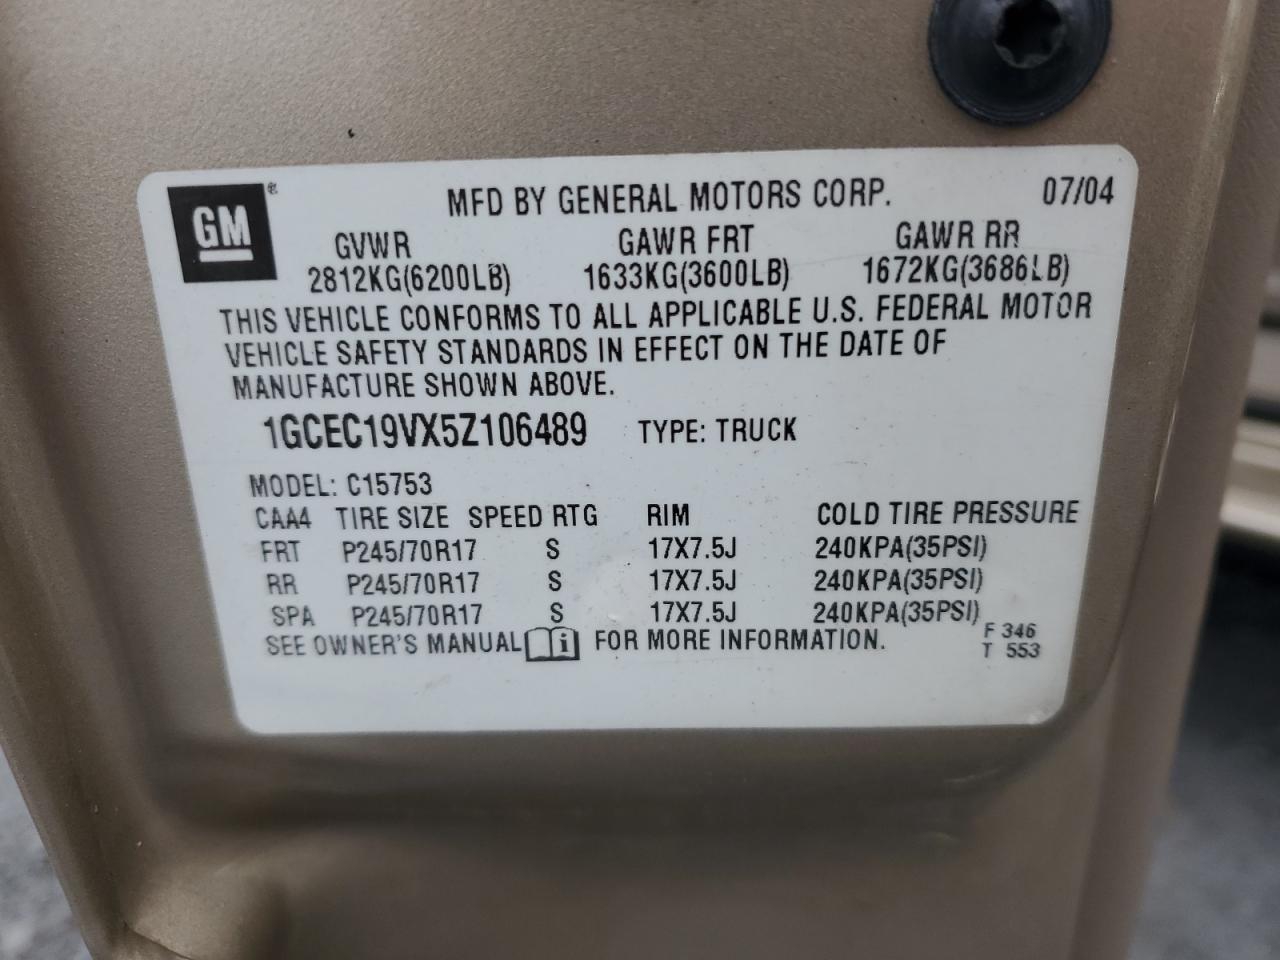 GM ®
MFD BY GENERAL MOTORS CORP. 07/04
GVWR GAWR FRT GAWR RR
2812KG(6200LB) 1633KG(3600LB) 1672KG(3686LB)
THIS VEHICLE CONFORMS TO ALL APPLICABLE U.S. FEDERAL MOTOR
VEHICLE SAFETY STANDARDS IN EFFECT ON THE DATE OF
MANUFACTURE SHOWN ABOVE.
1GCEC19VX5Z106489 TYPE: TRUCK
MODEL: C15753
CAA4 TIRE SIZE SPEED RTG RIM COLD TIRE PRESSURE
FRT P245/70R17 S 17X7.5J 240KPA(35PSI)
RR P245/70R17 S 17X7.5J 240KPA(35PSI)
SPA P245/70R17 S 17X7.5J 240KPA(35PSI)
SEE OWNER'S MANUAL i FOR MORE INFORMATION.
F 346
T 553